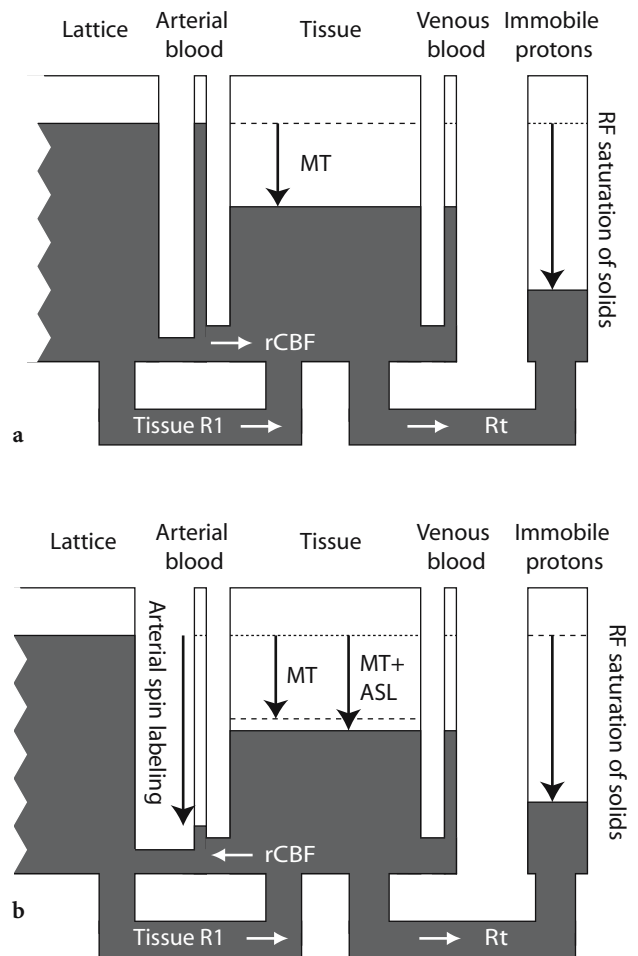 Lattice
Arterial
blood
Tissue
Venous
blood
Immobile
protons
MT
RF saturation of solids
rCBF
Tissue R1
Rt
a
Lattice
Arterial
blood
Tissue
Venous
blood
Immobile
protons
Arterial spin labeling
MT
MT+
ASL
RF saturation of solids
rCBF
Tissue R1
Rt
b